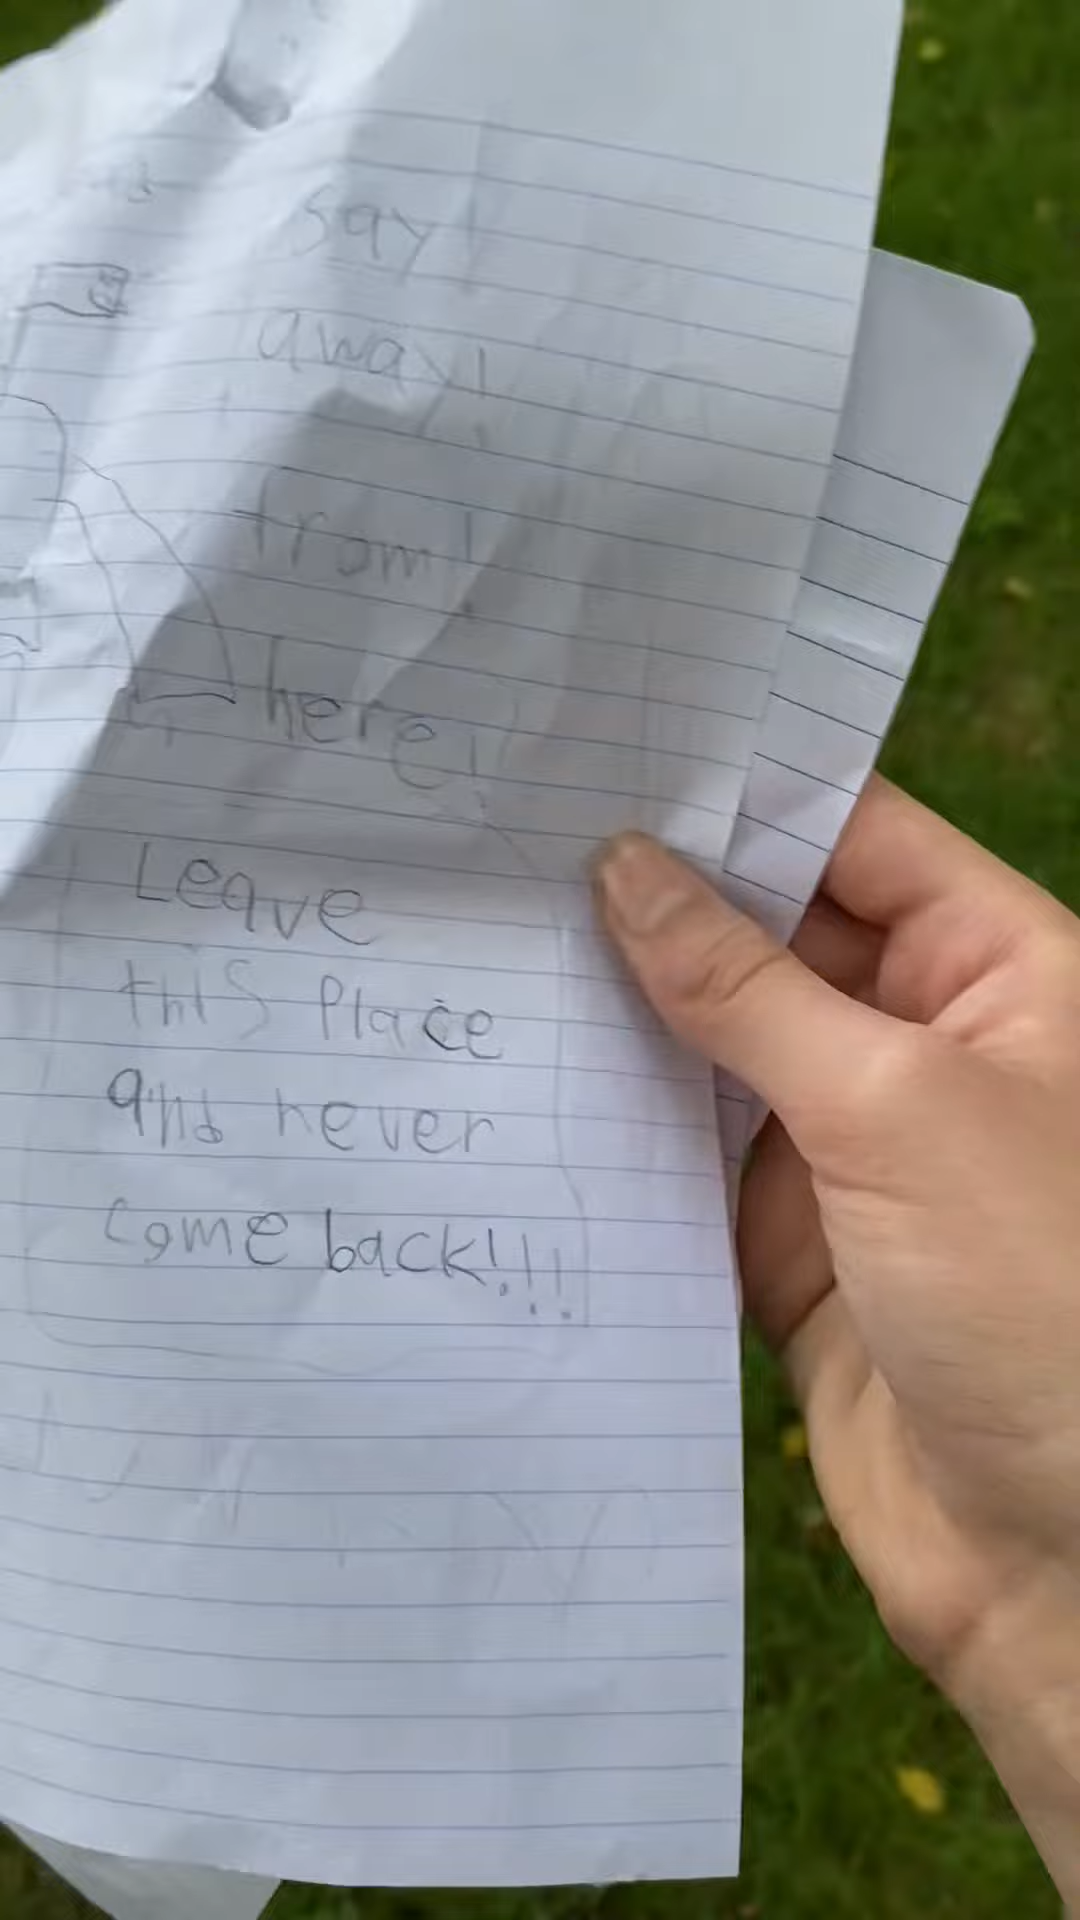 say!
away!
from!
here!
Leave
this Place
and never
come back!!!